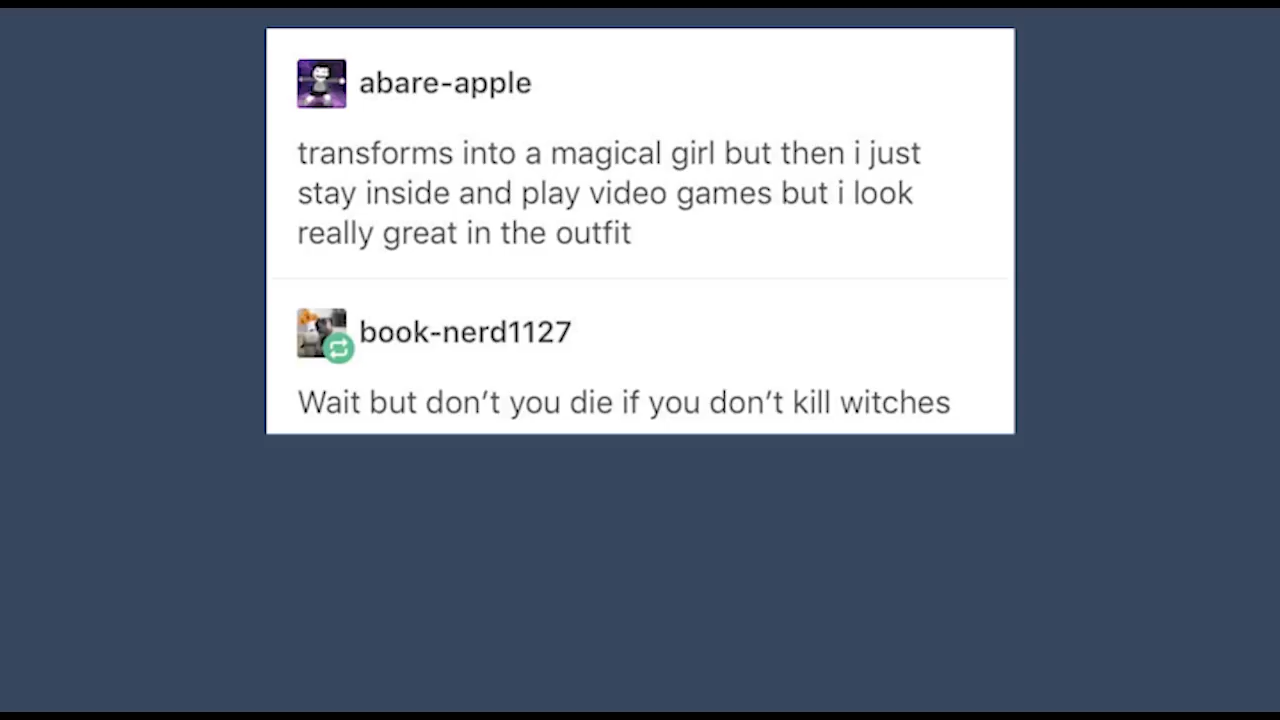 abare-apple
transforms into a magical girl but then i just
stay inside and play video games but i look
really great in the outfit
book-nerd1127
Wait but don’t you die if you don’t kill witches